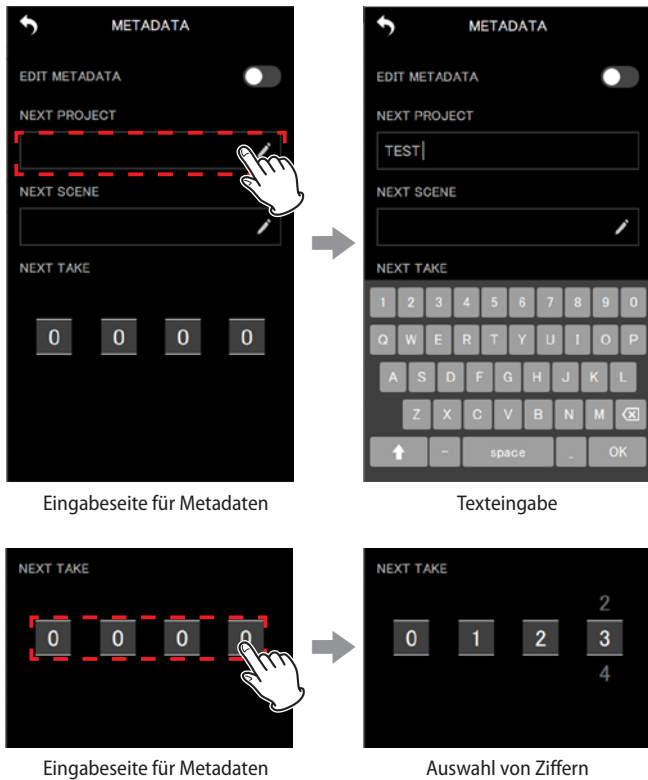 METADATA
EDIT METADATA
NEXT PROJECT
NEXT SCENE
NEXT TAKE
0 0 0 0
Eingabeseite für Metadaten
METADATA
EDIT METADATA
NEXT PROJECT
TEST
NEXT SCENE
NEXT TAKE
1 2 3 4 5 6 7 8 9 0
Q W E R T Y U I O P
A S D F G H J K L
Z X C V B N M
- space _ OK
Texteingabe
NEXT TAKE
0 0 0 0
Eingabeseite für Metadaten
NEXT TAKE
2
0 1 2 3
4
Auswahl von Ziffern